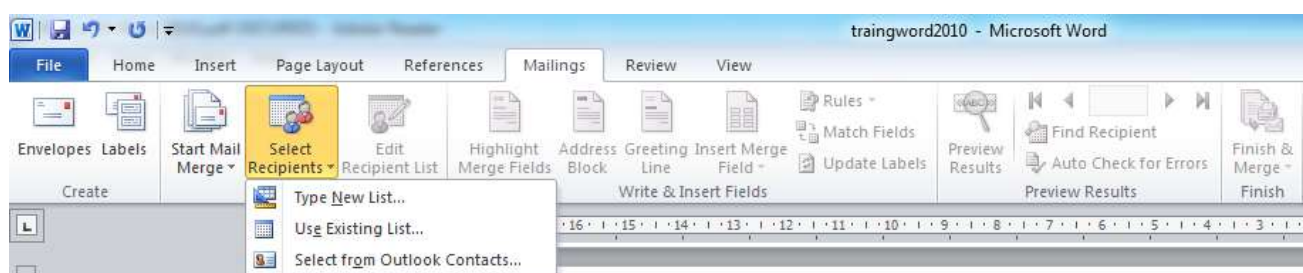 traingword2010 - Microsoft Word
File Home Insert Page Layout References Mailings Review View
Envelopes Labels Start Mail Merge Select Recipients Edit Recipient List Highlight Merge Fields Address Block Greeting Line Insert Merge Field Rules Match Fields Update Labels Preview Results Find Recipient Auto Check for Errors Finish & Merge
Create Write & Insert Fields Preview Results Finish
Type New List...
Use Existing List...
Select from Outlook Contacts...
16 15 14 13 12 11 10 9 8 7 6 5 4 3